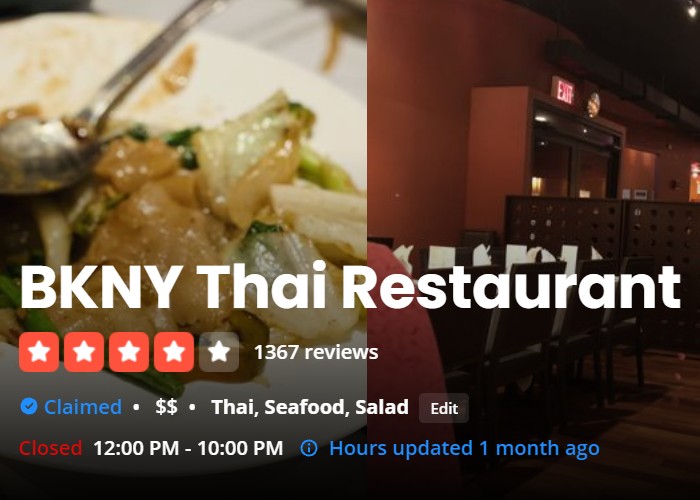 EXIT
BKNY Thai Restaurant
1367 reviews
Claimed • $$ • Thai, Seafood, Salad Edit
Closed 12:00 PM - 10:00 PM Hours updated 1 month ago